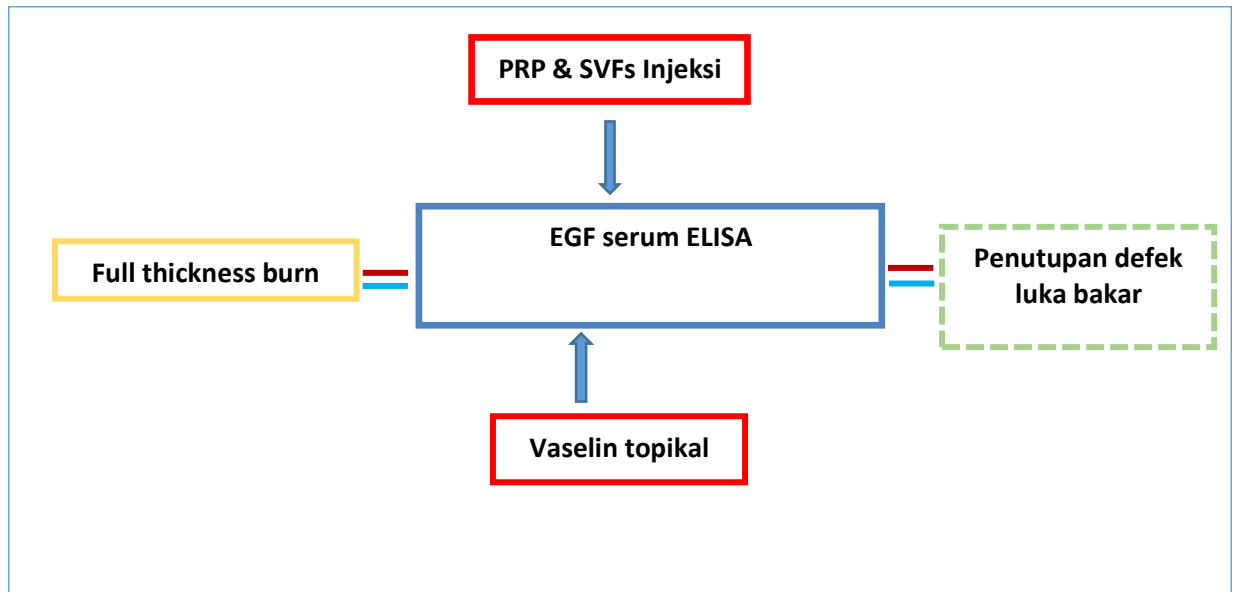 PRP & SVFs Injeksi
EGF serum ELISA
Full thickness burn
Penutupan defek
luka bakar
Vaselin topikal